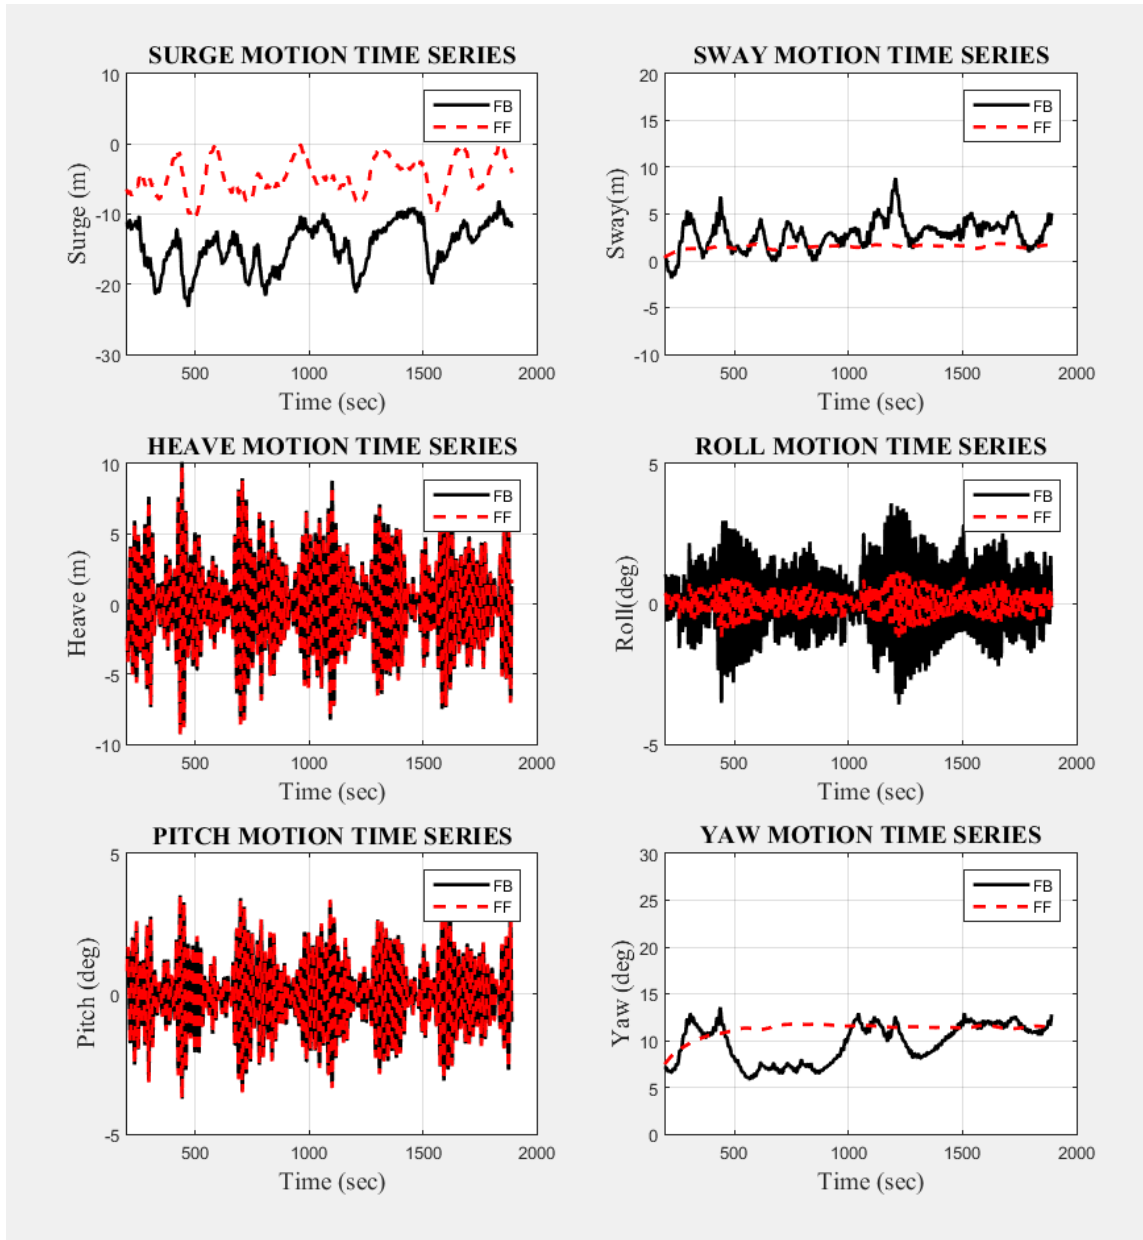 SURGE MOTION TIME SERIES
10
0
-10
-20
-30
Surge (m)
FB
FF
500
1000
1500
2000
Time (sec)
SWAY MOTION TIME SERIES
20
15
10
5
0
-5
-10
Sway(m)
FB
FF
500
1000
1500
2000
Time (sec)
HEAVE MOTION TIME SERIES
10
5
0
-5
-10
Heave (m)
FB
FF
500
1000
1500
2000
Time (sec)
ROLL MOTION TIME SERIES
5
0
-5
Roll(deg)
FB
FF
500
1000
1500
2000
Time (sec)
PITCH MOTION TIME SERIES
5
0
-5
Pitch (deg)
FB
FF
500
1000
1500
2000
Time (sec)
YAW MOTION TIME SERIES
30
25
20
15
10
5
0
Yaw (deg
FB
FF
500
1000
1500
2000
Time (sec)